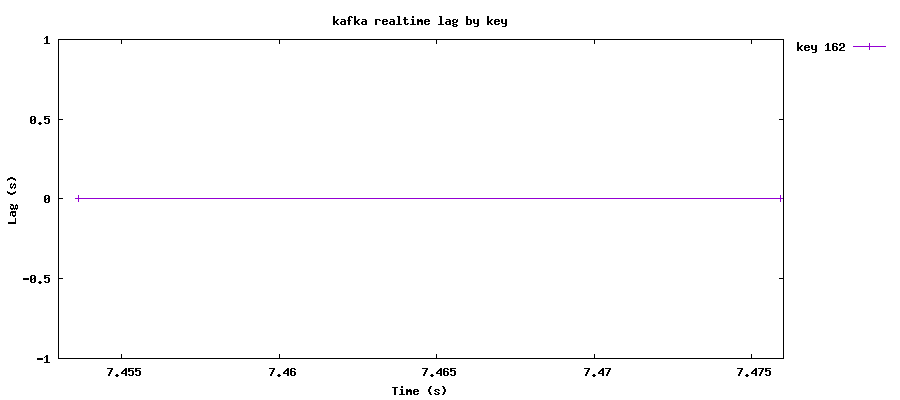 kafka realtime lag by key
key 162
1
0.5
0
-0.5
-1
Lag (s)
7.455 7.46 7.465 7.47 7.475
Time (s)